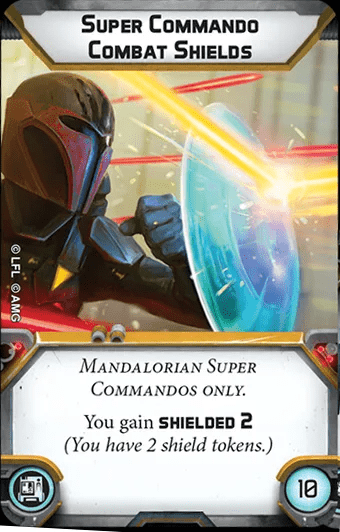 Super Commando
Combat Shields
© LFL © AMG
Mandalorian Super
Commandos only.
You gain SHIELDED 2
(You have 2 shield tokens.)
10